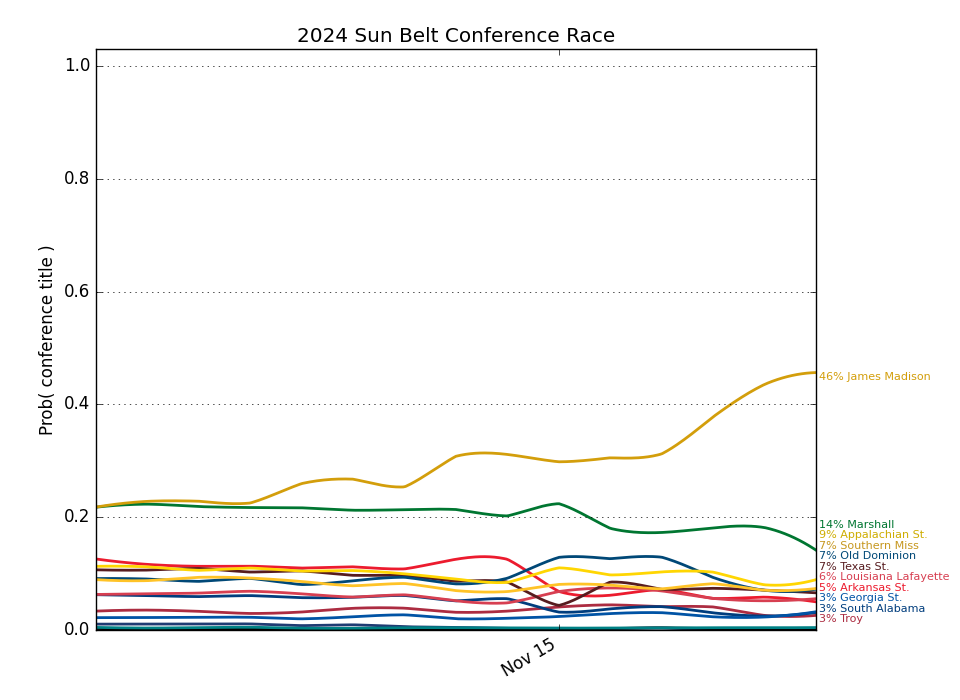 2024 Sun Belt Conference Race
1.0
0.8
0.6
0.4
0.2
0.0
Prob( conference title )
Nov 15
46% James Madison
14% Marshall
9% Appalachian St.
7% Southern Miss
7% Old Dominion
7% Texas St.
6% Louisiana Lafayette
5% Arkansas St.
3% Georgia St.
3% South Alabama
3% Troy